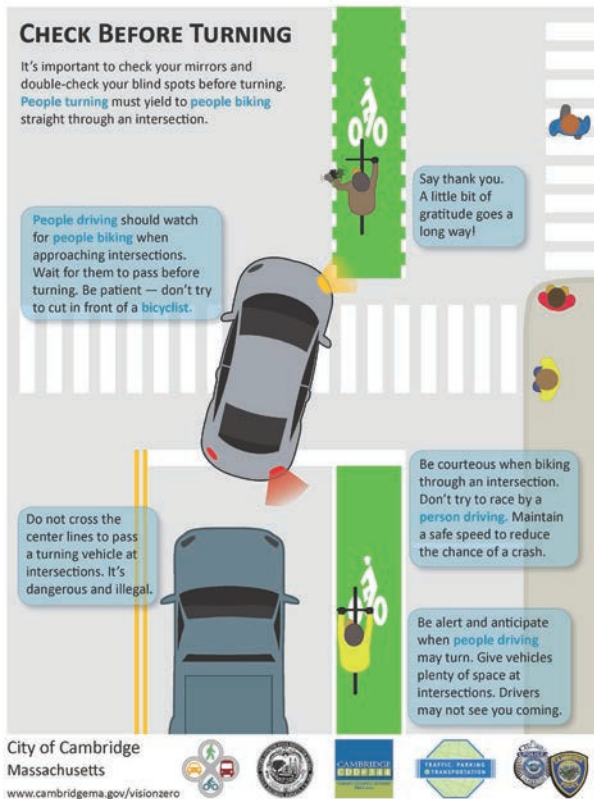 CHECK BEFORE TURNING
It's important to check your mirrors and
double-check your blind spots before turning.
People turning must yield to people biking
straight through an intersection.
Say thank you.
A little bit of
gratitude goes a
long way!
People driving should watch
for people biking when
approaching intersections.
Wait for them to pass before
turning. Be patient — don't try
to cut in front of a bicyclist.
Be courteous when biking
through an intersection.
Don't try to race by a
person driving. Maintain
a safe speed to reduce
the chance of a crash.
Do not cross the
center lines to pass
a turning vehicle at
intersections. It's
dangerous and illegal.
Be alert and anticipate
when people driving
may turn. Give vehicles
plenty of space at
intersections. Drivers
may not see you coming.
City of Cambridge
Massachusetts
www.cambridgema.gov/visionzero
CAMBRIDGE
TRAFFIC, PARKING
+ TRANSPORTATION
POLICE